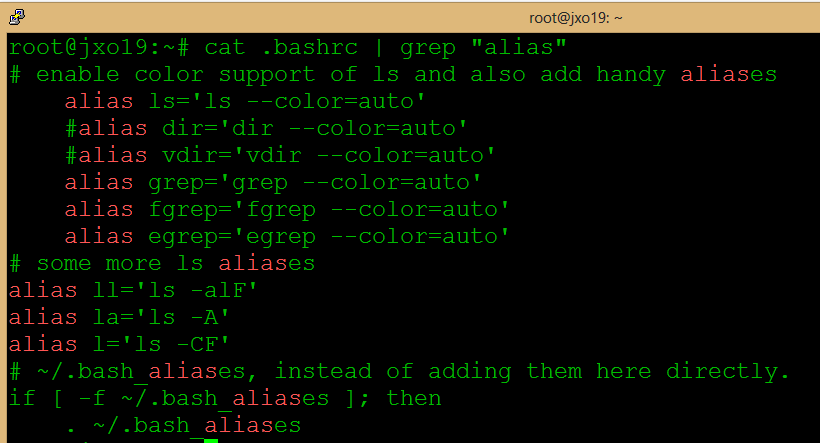 root@jxo19: ~
root@jxo19:~# cat .bashrc | grep "alias"
# enable color support of ls and also add handy aliases
    alias ls='ls --color=auto'
    #alias dir='dir --color=auto'
    #alias vdir='vdir --color=auto'
    alias grep='grep --color=auto'
    alias fgrep='fgrep --color=auto'
    alias egrep='egrep --color=auto'
# some more ls aliases
alias ll='ls -alF'
alias la='ls -A'
alias l='ls -CF'
# ~/.bash_aliases, instead of adding them here directly.
if [ -f ~/.bash_aliases ]; then
    . ~/.bash_aliases